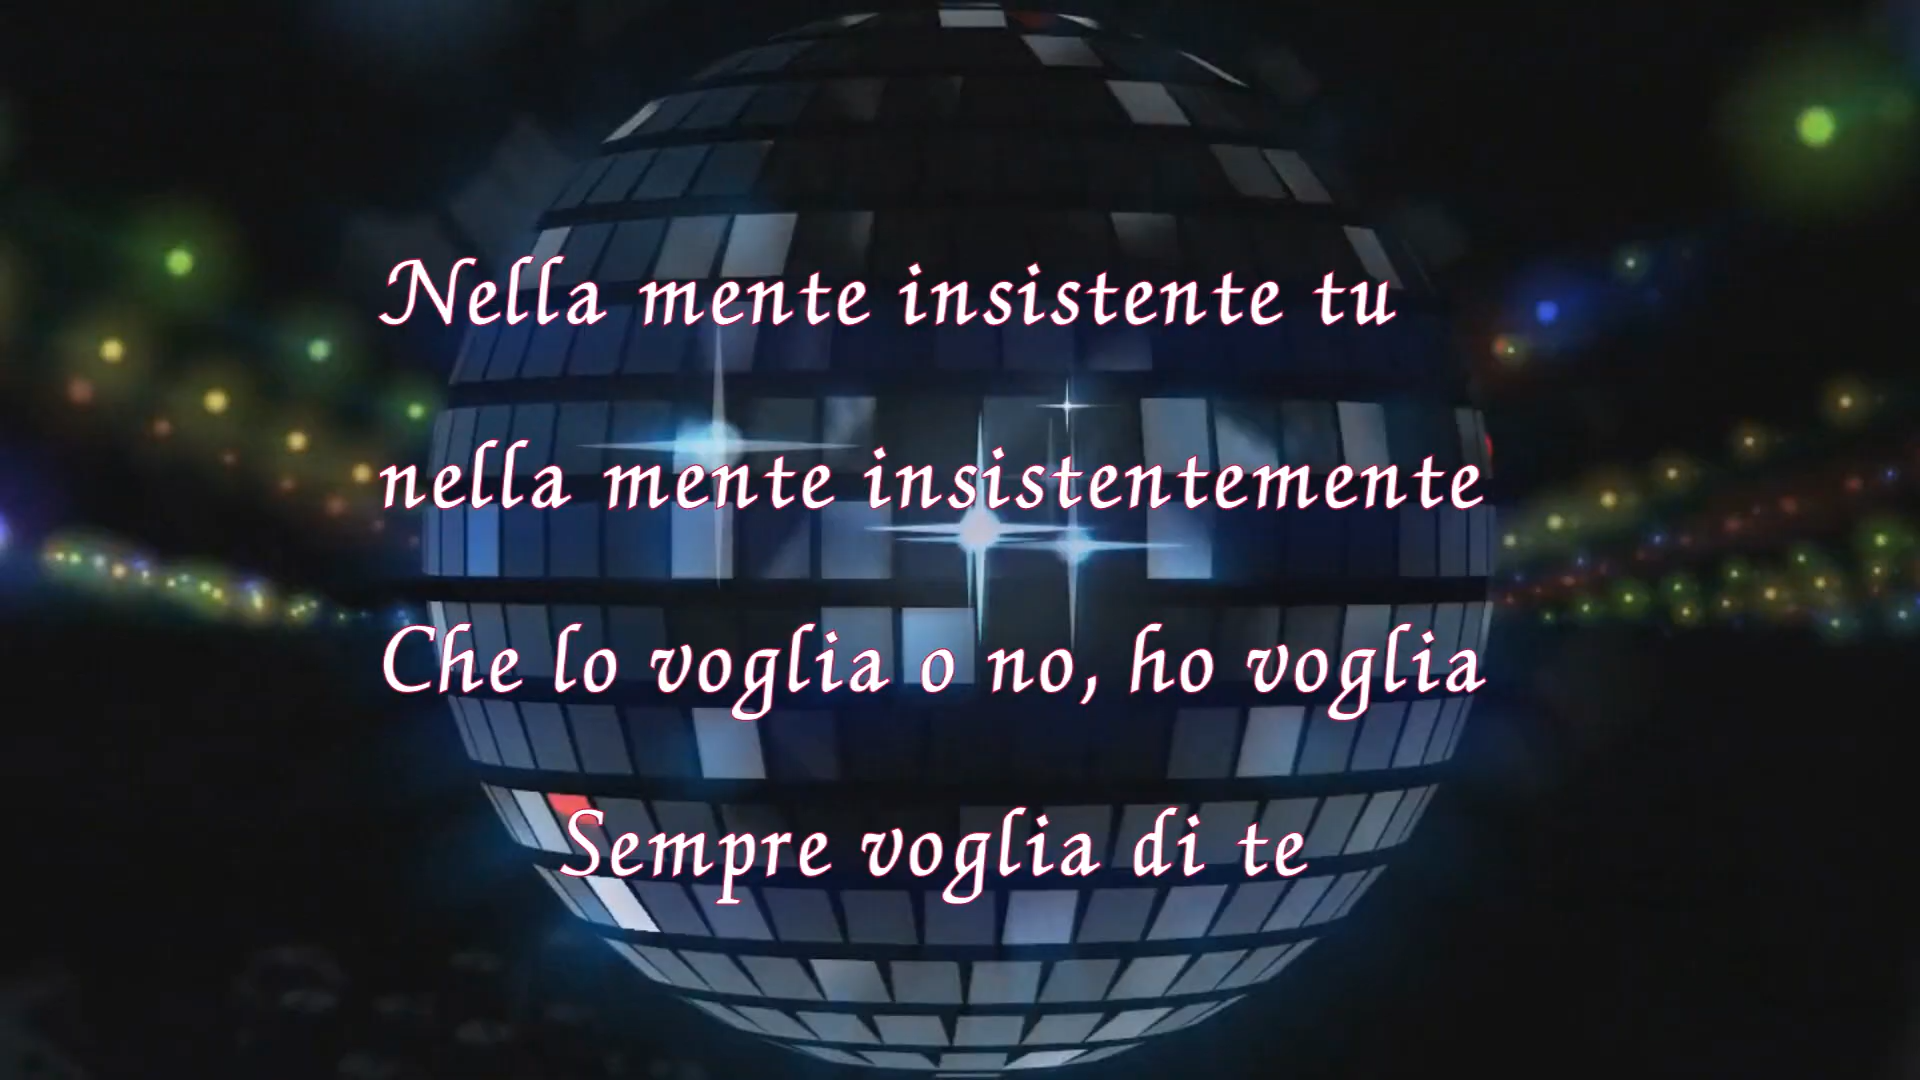 Nella mente insistente tu
nella mente insistentemente
Che lo voglia o no, ho voglia
Sempre voglia di te